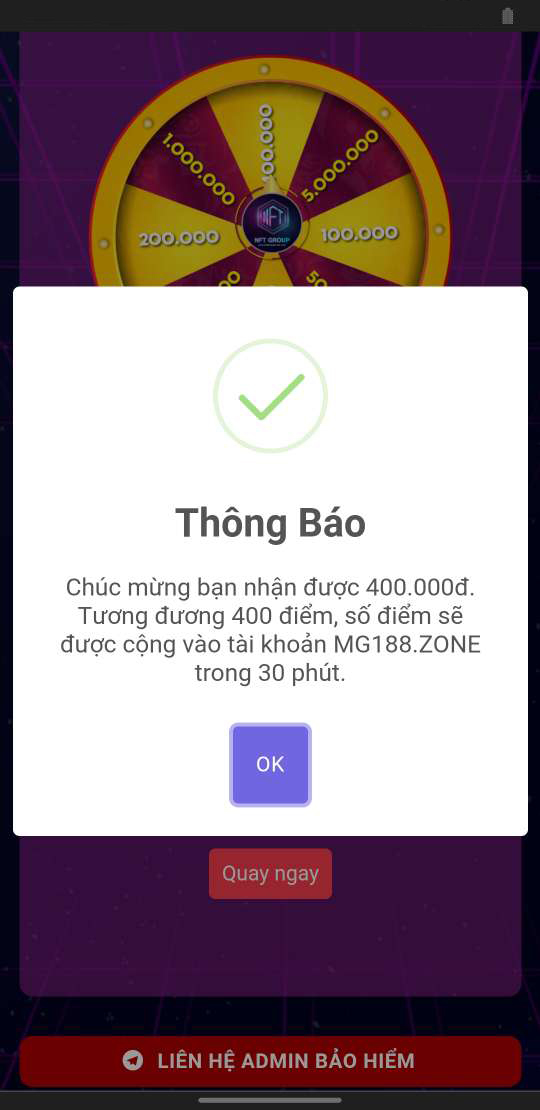 100.000
1.000.000
5.000.000
200.000
100.000
NFT
NFT GROUP
Thông Báo
Chúc mừng bạn nhận được 400.000đ.
Tương đương 400 điểm, số điểm sẽ
được cộng vào tài khoản MG188.ZONE
trong 30 phút.
OK
Quay ngay
LIÊN HỆ ADMIN BẢO HIỂM